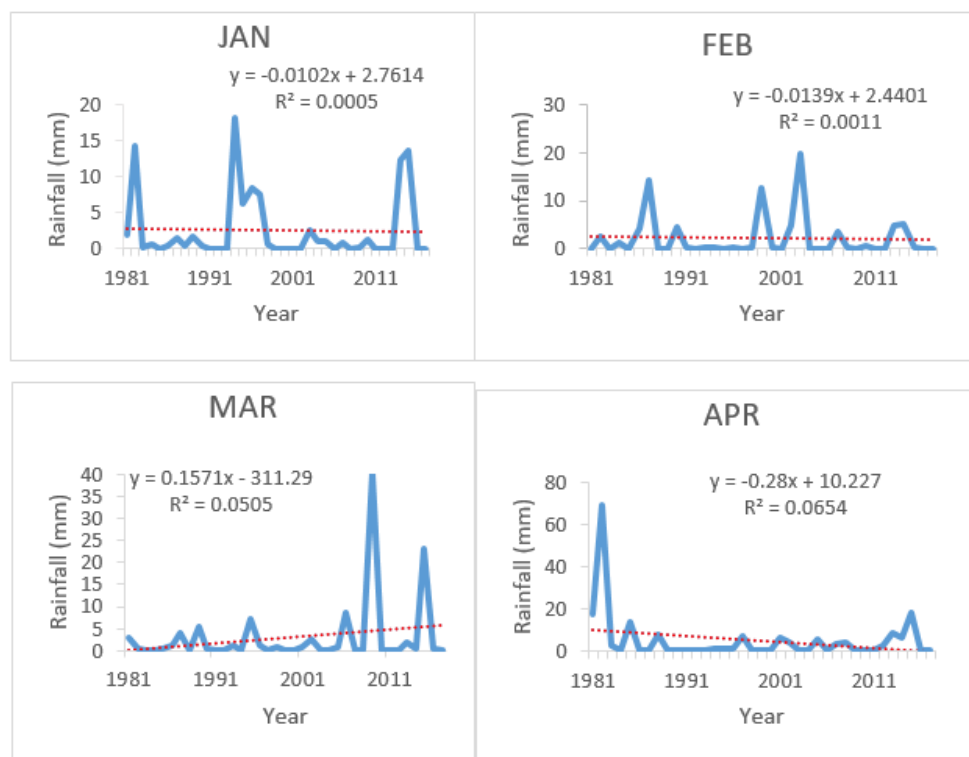 JAN
y = -0.0102x + 2.7614
R² = 0.0005
20
15
10
5
0
Rainfall (mm)
1981 1991 2001 2011
Year
FEB
y = -0.0139x + 2.4401
R² = 0.0011
30
20
10
0
Rainfall (mm)
1981 1991 2001 2011
Year
MAR
y = 0.1571x - 311.29
R² = 0.0505
40
35
30
25
20
15
10
5
0
Rainfall (mm)
1981 1991 2001 2011
Year
APR
y = -0.28x + 10.227
R² = 0.0654
80
60
40
20
0
Rainfall (mm)
1981 1991 2001 2011
Year